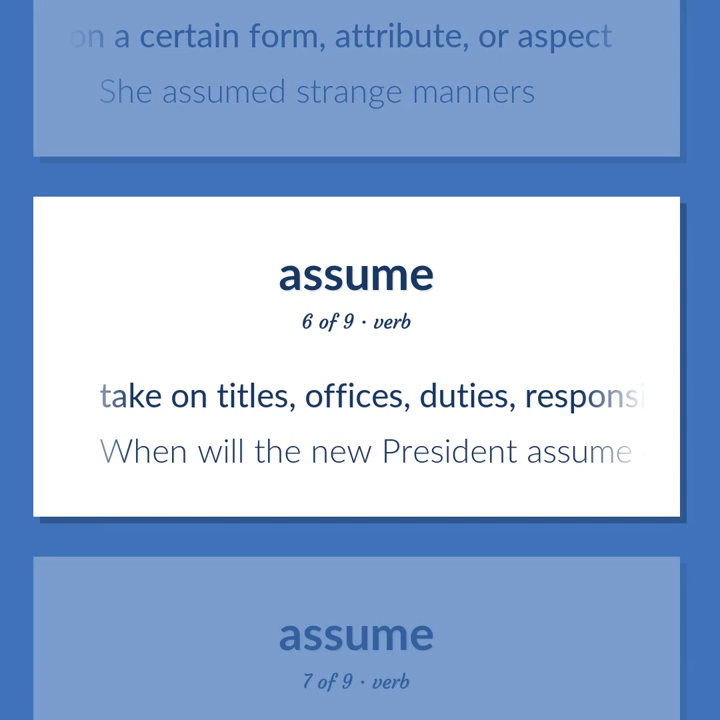 on a certain form, attribute, or aspect
She assumed strange manners
assume
6 of 9 · verb
take on titles, offices, duties, responsi
When will the new President assume
assume
7 of 9 · verb